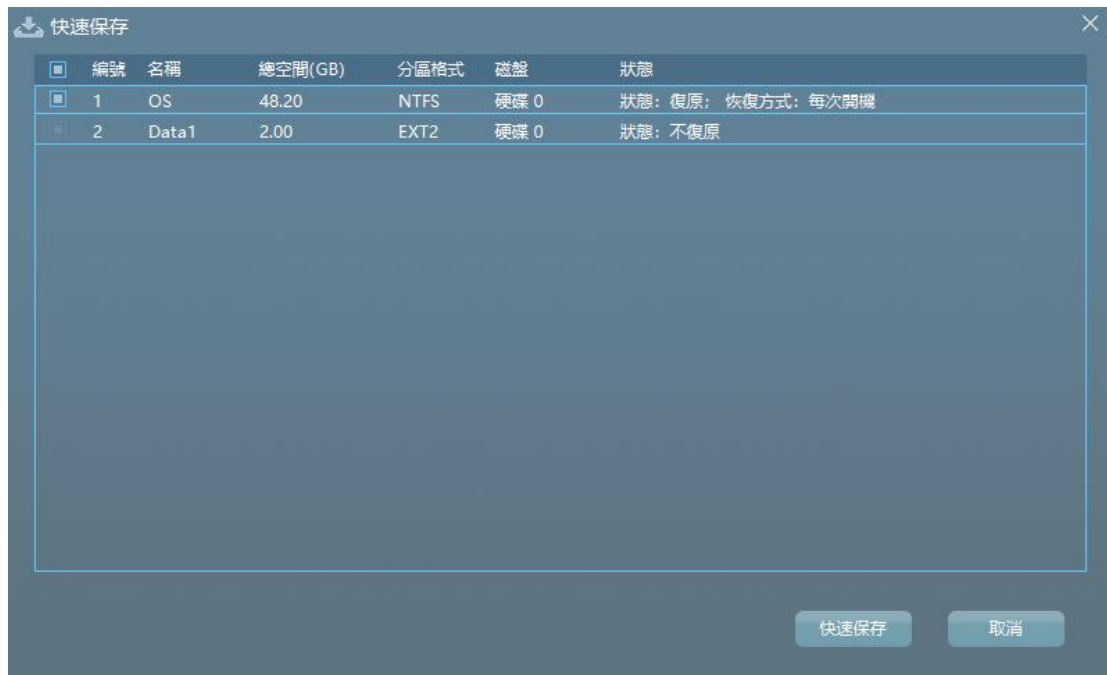 快速保存
編號 名稱 總空間(GB) 分區格式 磁盤 狀態
1 OS 48.20 NTFS 硬碟 0 狀態：復原； 恢復方式：每次開機
2 Data1 2.00 EXT2 硬碟 0 狀態：不復原
快速保存 取消